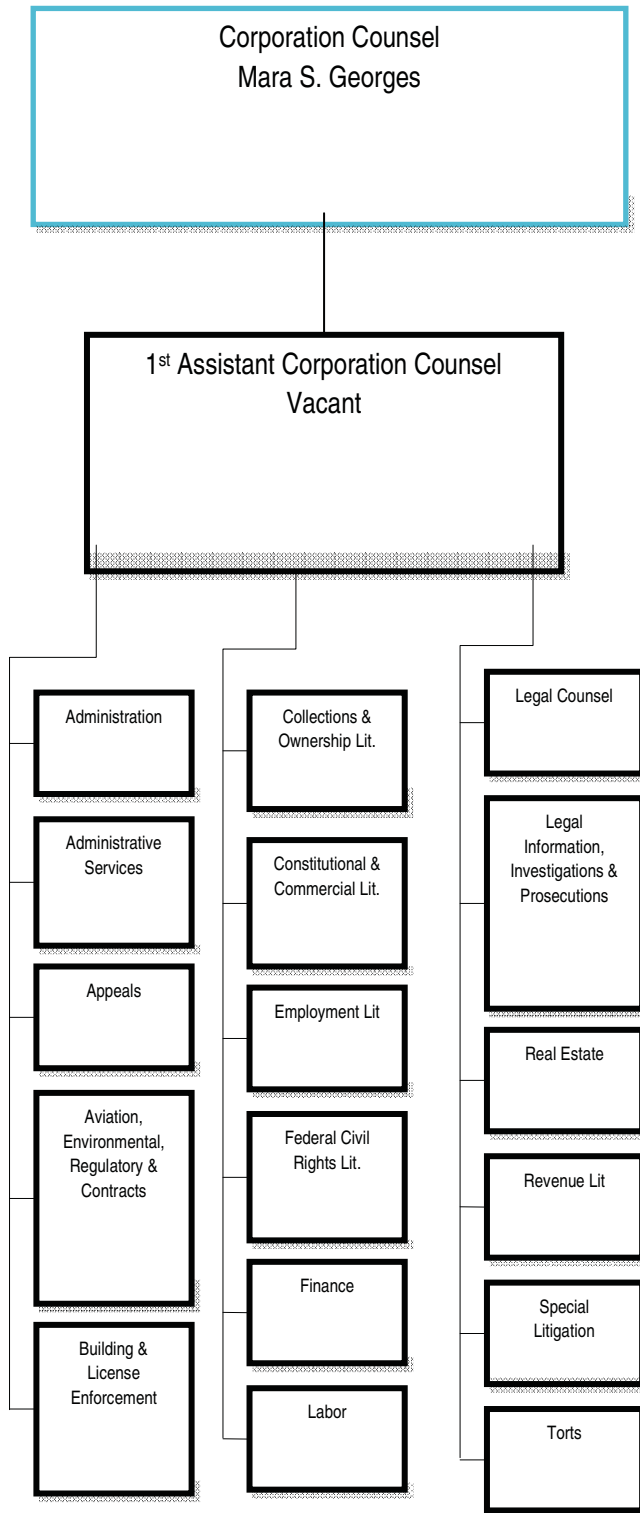 Corporation Counsel
Mara S. Georges
1st Assistant Corporation Counsel
Vacant
Administration
Administrative
Services
Appeals
Aviation,
Environmental,
Regulatory &
Contracts
Building &
License
Enforcement
Collections &
Ownership Lit.
Constitutional &
Commercial Lit.
Employment Lit
Federal Civil
Rights Lit.
Finance
Labor
Legal Counsel
Legal
Information,
Investigations &
Prosecutions
Real Estate
Revenue Lit
Special
Litigation
Torts